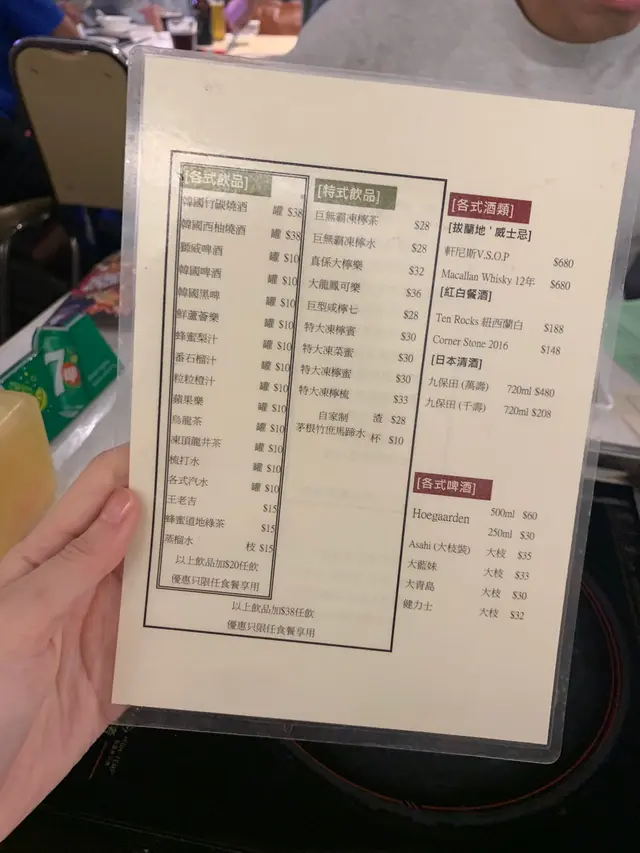 [各式飲品]
韓國竹碳燒酒 罐 $38
韓國西柚燒酒 罐 $38
獅威啤酒 罐 $10
韓國啤酒 罐 $10
韓國黑啤 罐 $10
鮮蘆薈樂 罐 $10
蜂蜜梨汁 罐 $10
番石榴汁 罐 $10
粒粒橙汁 罐 $10
蘋果樂 罐 $10
烏龍茶 罐 $10
凍頂龍井茶 罐 $10
梳打水 罐 $10
各式汽水 罐 $10
王老吉 $15
蜂蜜道地綠茶 $15
蒸餾水 枝 $15
以上飲品加$20任飲
優惠只限任食餐享用
[特式飲品]
巨無霸凍檸茶 $28
巨無霸凍檸水 $28
真係大檸樂 $32
大龍鳳可樂 $36
巨型咸檸七 $28
特大凍檸賓 $30
特大凍菜蜜 $30
特大凍檸蜜 $30
特大凍檸梳 $33
自家制 渣 $28
茅根竹庶馬蹄水 杯 $10
以上飲品加$38任飲
優惠只限任食餐享用
[各式酒類]
[拔蘭地'威士忌]
軒尼斯V.S.O.P $680
Macallan Whisky 12年 $680
[紅白餐酒]
Ten Rocks 紐西蘭白 $188
Corner Stone 2016 $148
[日本清酒]
九保田 (萬壽) 720ml $480
九保田 (千壽) 720ml $208
[各式啤酒]
Hoegaarden 500ml $60
250ml $30
Asahi (大枝裝) 大枝 $35
大藍妹 大枝 $33
大青島 大枝 $30
健力士 大枝 $32
7